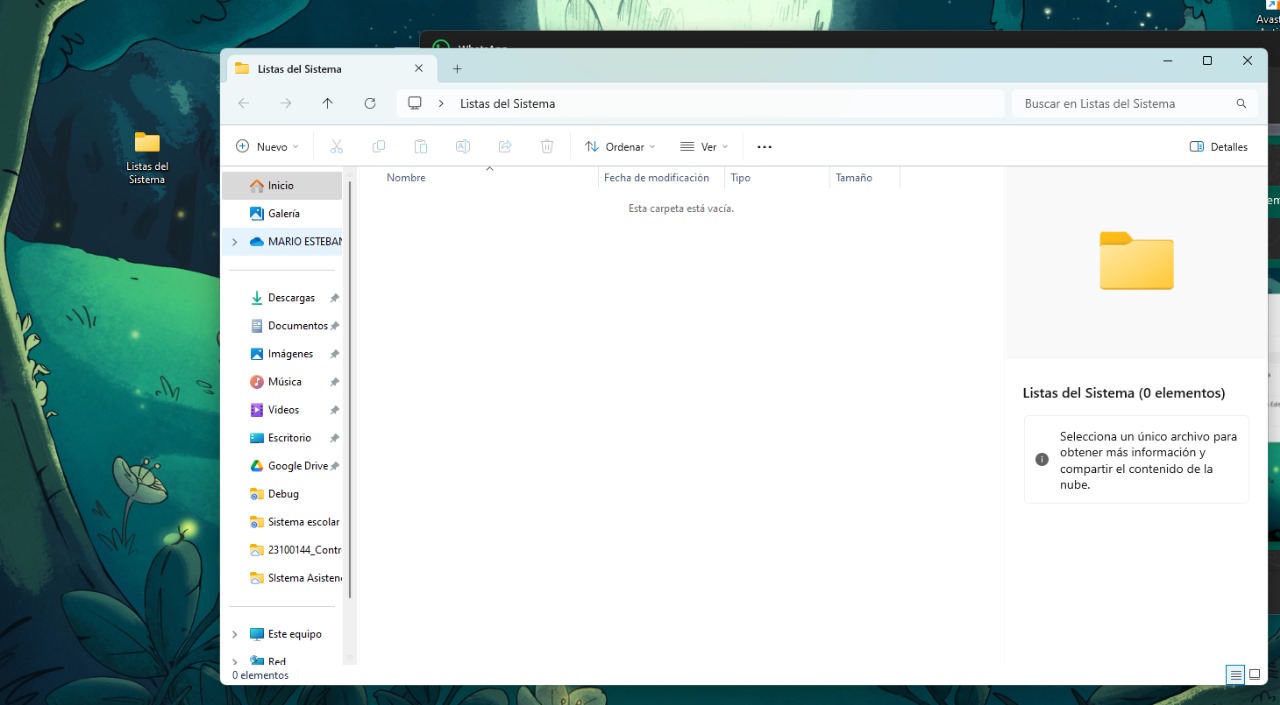 Avast
WhatsApp
Listas del Sistema
Listas del Sistema
Buscar en Listas del Sistema
Nuevo
Ordenar
Ver
Detalles
Listas del
Sistema
Nombre
Fecha de modificación
Tipo
Tamaño
Esta carpeta está vacía.
Inicio
Galería
MARIO ESTEBAN
Descargas
Documentos
Imágenes
Música
Videos
Escritorio
Google Drive
Debug
Sistema escolar
23100144_Contr
SIstema Asisten
Este equipo
Red
Listas del Sistema (0 elementos)
Selecciona un único archivo para
obtener más información y
compartir el contenido de la
nube.
0 elementos